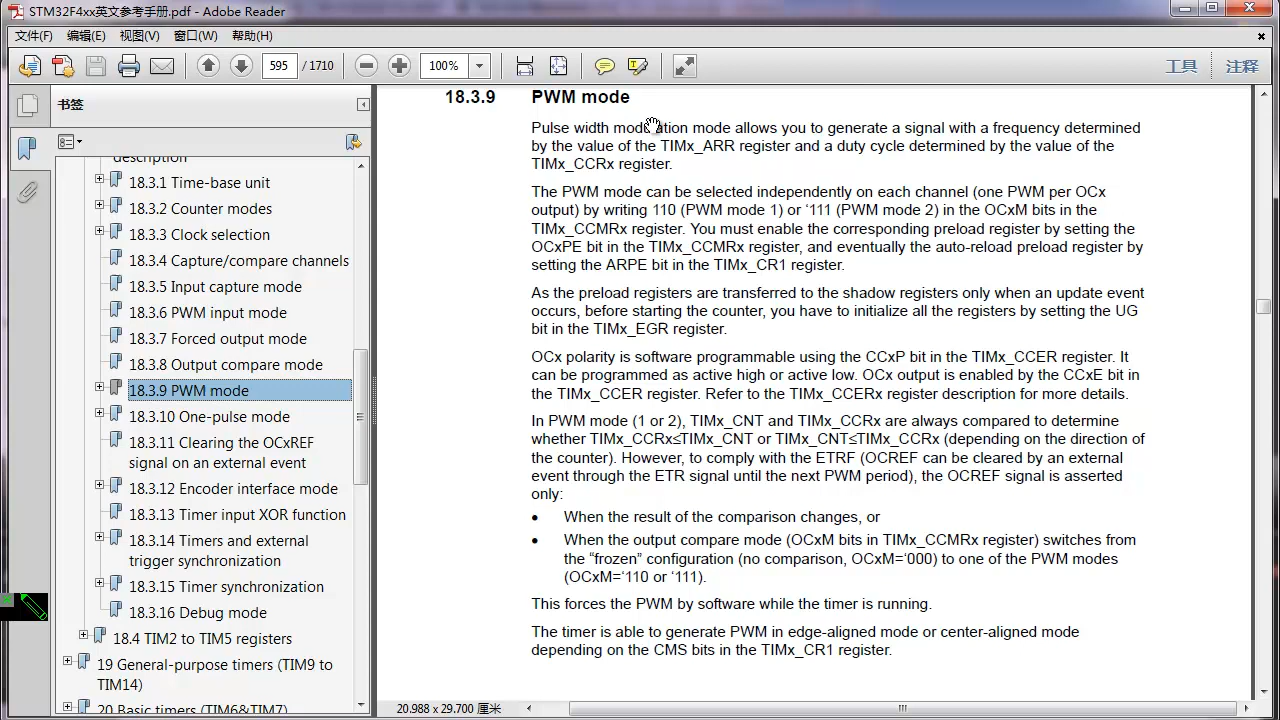 STM32F4xx英文参考手册.pdf - Adobe Reader
文件(F) 编辑(E) 视图(V) 窗口(W) 帮助(H)
595 / 1710 100% 工具 注释
书签
description
18.3.1 Time-base unit
18.3.2 Counter modes
18.3.3 Clock selection
18.3.4 Capture/compare channels
18.3.5 Input capture mode
18.3.6 PWM input mode
18.3.7 Forced output mode
18.3.8 Output compare mode
18.3.9 PWM mode
18.3.10 One-pulse mode
18.3.11 Clearing the OCxREF
signal on an external event
18.3.12 Encoder interface mode
18.3.13 Timer input XOR function
18.3.14 Timers and external
trigger synchronization
18.3.15 Timer synchronization
18.3.16 Debug mode
18.4 TIM2 to TIM5 registers
19 General-purpose timers (TIM9 to
TIM14)
20 Basic timers (TIM6&TIM7)
18.3.9 PWM mode
Pulse width modulation mode allows you to generate a signal with a frequency determined
by the value of the TIMx_ARR register and a duty cycle determined by the value of the
TIMx_CCRx register.
The PWM mode can be selected independently on each channel (one PWM per OCx
output) by writing 110 (PWM mode 1) or ‘111 (PWM mode 2) in the OCxM bits in the
TIMx_CCMRx register. You must enable the corresponding preload register by setting the
OCxPE bit in the TIMx_CCMRx register, and eventually the auto-reload preload register by
setting the ARPE bit in the TIMx_CR1 register.
As the preload registers are transferred to the shadow registers only when an update event
occurs, before starting the counter, you have to initialize all the registers by setting the UG
bit in the TIMx_EGR register.
OCx polarity is software programmable using the CCxP bit in the TIMx_CCER register. It
can be programmed as active high or active low. OCx output is enabled by the CCxE bit in
the TIMx_CCER register. Refer to the TIMx_CCERx register description for more details.
In PWM mode (1 or 2), TIMx_CNT and TIMx_CCRx are always compared to determine
whether TIMx_CCRx≤TIMx_CNT or TIMx_CNT≤TIMx_CCRx (depending on the direction of
the counter). However, to comply with the ETRF (OCREF can be cleared by an external
event through the ETR signal until the next PWM period), the OCREF signal is asserted
only:
• When the result of the comparison changes, or
• When the output compare mode (OCxM bits in TIMx_CCMRx register) switches from
the “frozen” configuration (no comparison, OCxM=‘000) to one of the PWM modes
(OCxM=‘110 or ‘111).
This forces the PWM by software while the timer is running.
The timer is able to generate PWM in edge-aligned mode or center-aligned mode
depending on the CMS bits in the TIMx_CR1 register.
20.988 x 29.700 厘米